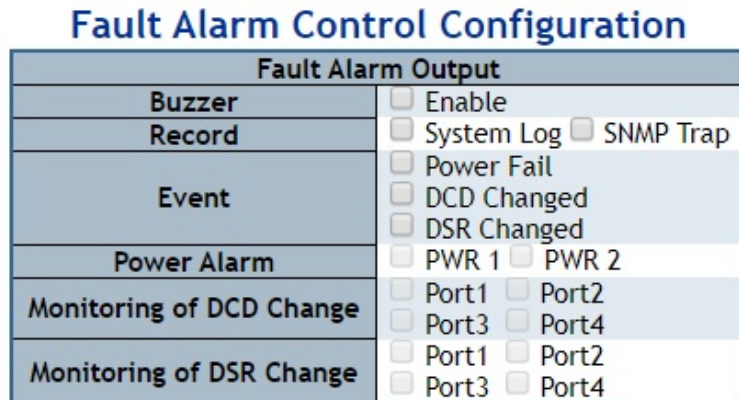 Fault Alarm Control Configuration
Fault Alarm Output
Buzzer Enable
Record System Log SNMP Trap
Event Power Fail
DCD Changed
DSR Changed
Power Alarm PWR 1 PWR 2
Monitoring of DCD Change Port1 Port2
Port3 Port4
Monitoring of DSR Change Port1 Port2
Port3 Port4